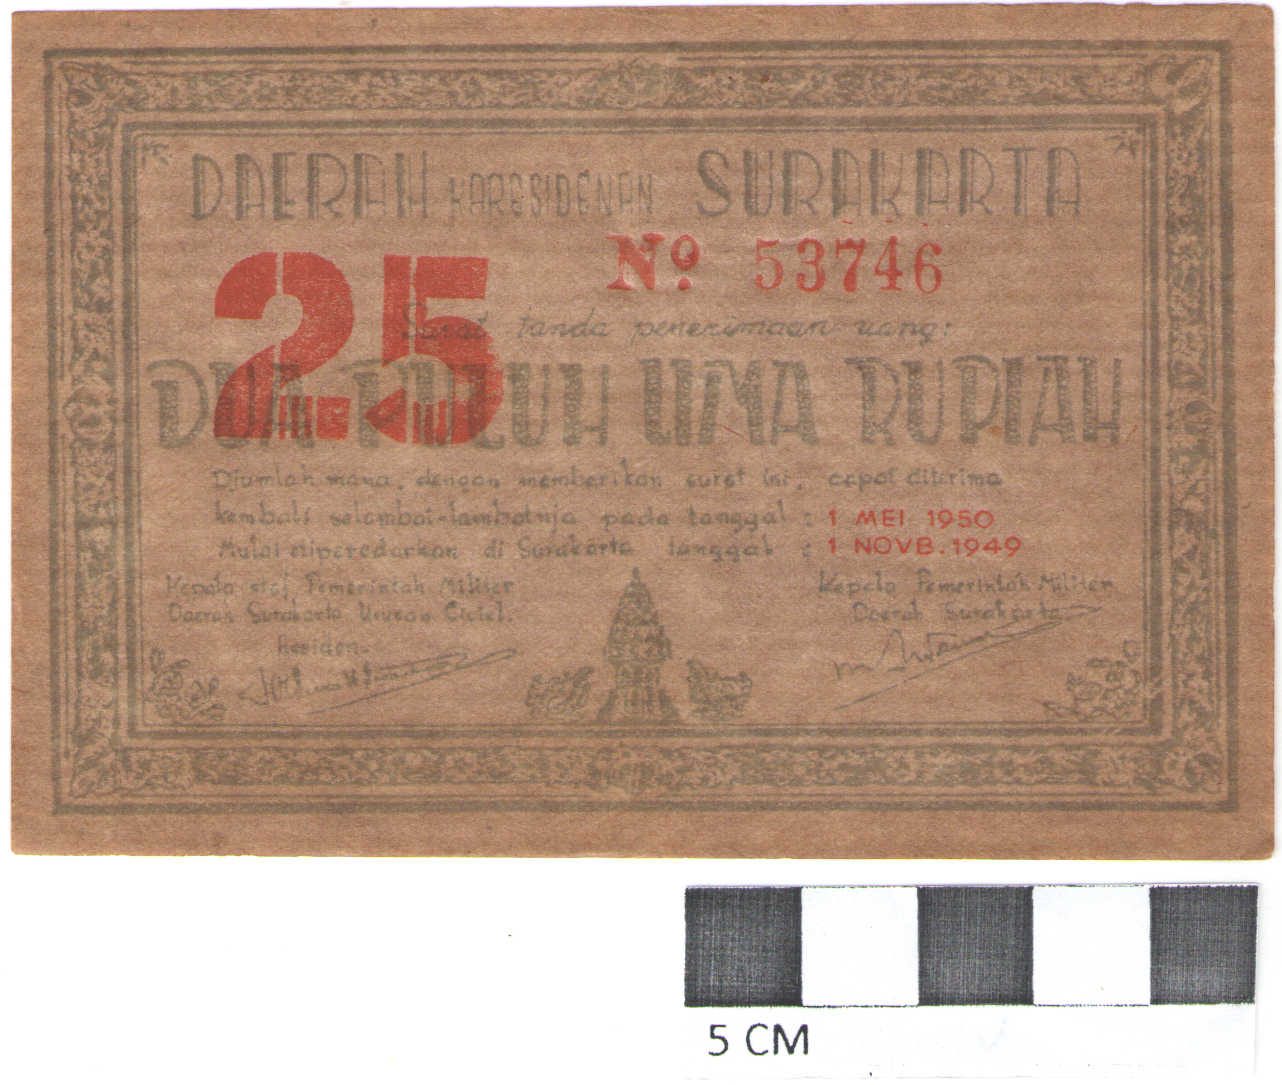 DAERAH KARESIDENAN SURAKARTA
25
No. 53746
Surat tanda penerimaan uang:
DUA PULUH LIMA RUPIAH
Djumlah mana, dengan memberikan surat ini, dapat diterima
kembali selambat-lambatnja pada tanggal : 1 MEI 1950
Mulai diperedarkan di Surakarta tanggal : 1 NOVB. 1949
Kepala staf Pemerintah Militer
Daerah Surakarta Urusan Civiel.
Residen.
Kepala Pemerintah Militer
Daerah Surakarta.
5 CM